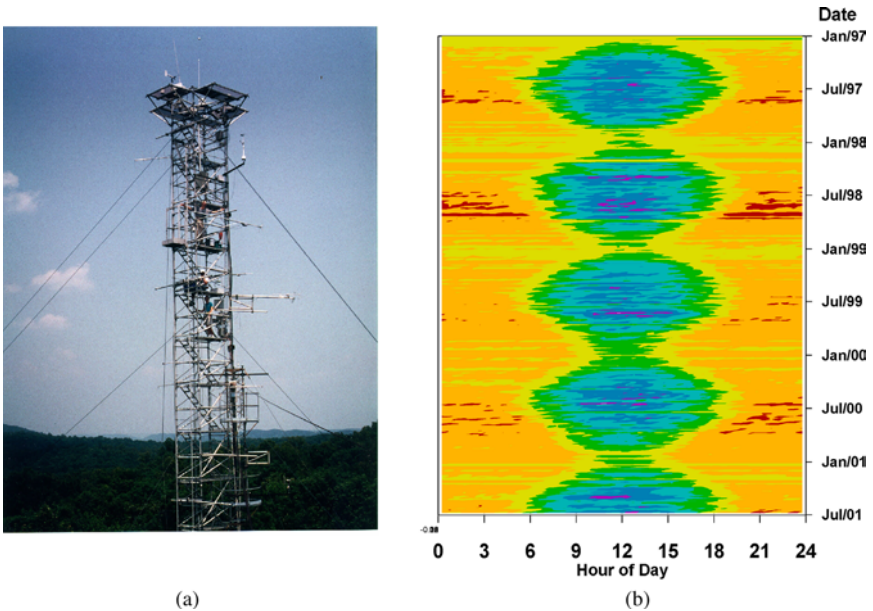 Date
Jan/97
Jul/97
Jan/98
Jul/98
Jan/99
Jul/99
Jan/00
Jul/00
Jan/01
Jul/01
0 3 6 9 12 15 18 21 24
Hour of Day
(a) (b)